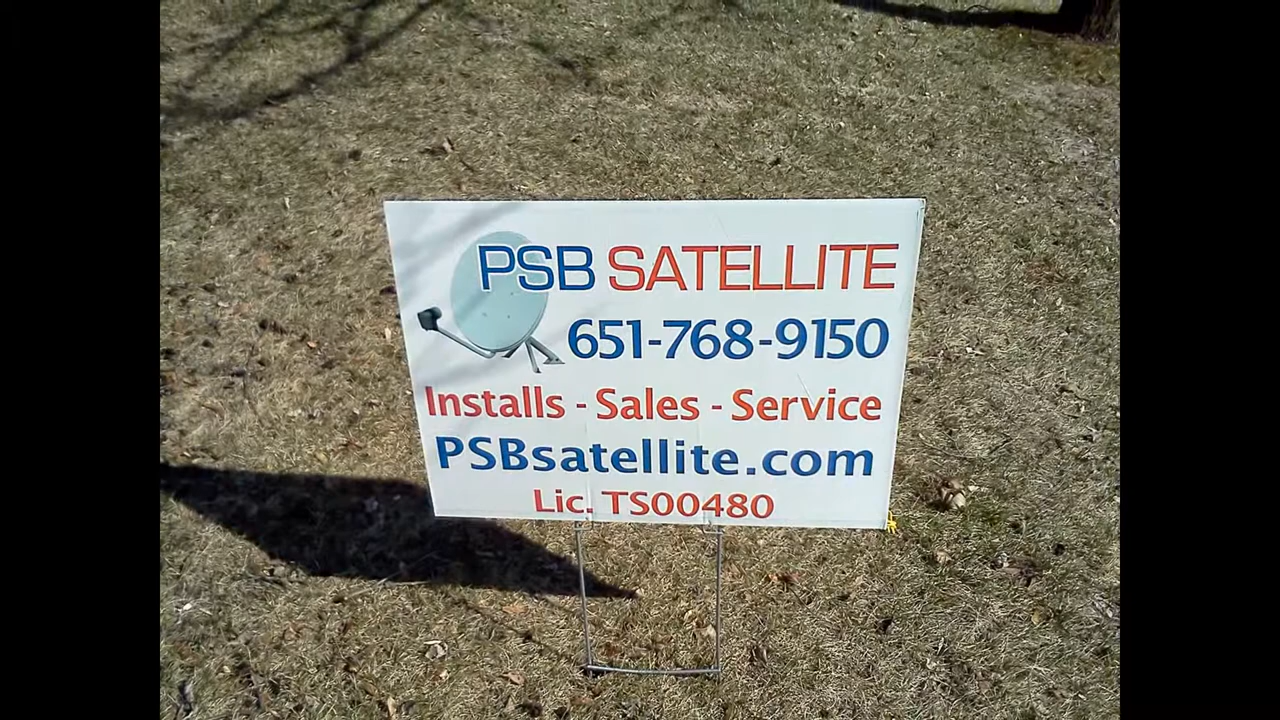 PSB SATELLITE
651-768-9150
Installs - Sales - Service
PSBsatellite.com
Lic. TS00480